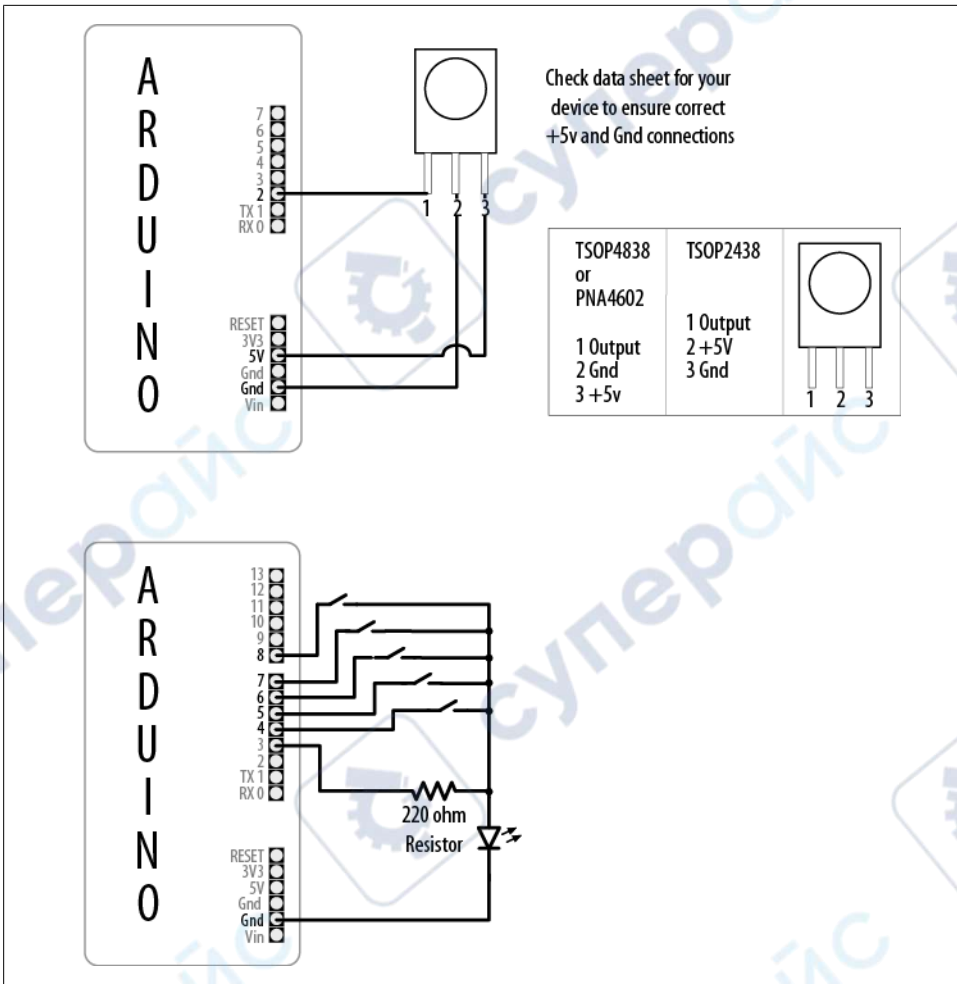 ARDUINO
7
6
5
4
3
2
TX 1
RX 0
RESET
3V3
5V
Gnd
Gnd
Vin
1 2 3
Check data sheet for your
device to ensure correct
+5v and Gnd connections
TSOP4838
or
PNA4602
1 Output
2 Gnd
3 +5v
TSOP2438
1 Output
2 +5V
3 Gnd
1 2 3
ARDUINO
13
12
11
10
9
8
7
6
5
4
3
2
TX 1
RX 0
RESET
3V3
5V
Gnd
Gnd
Vin
220 ohm
Resistor
суперайс